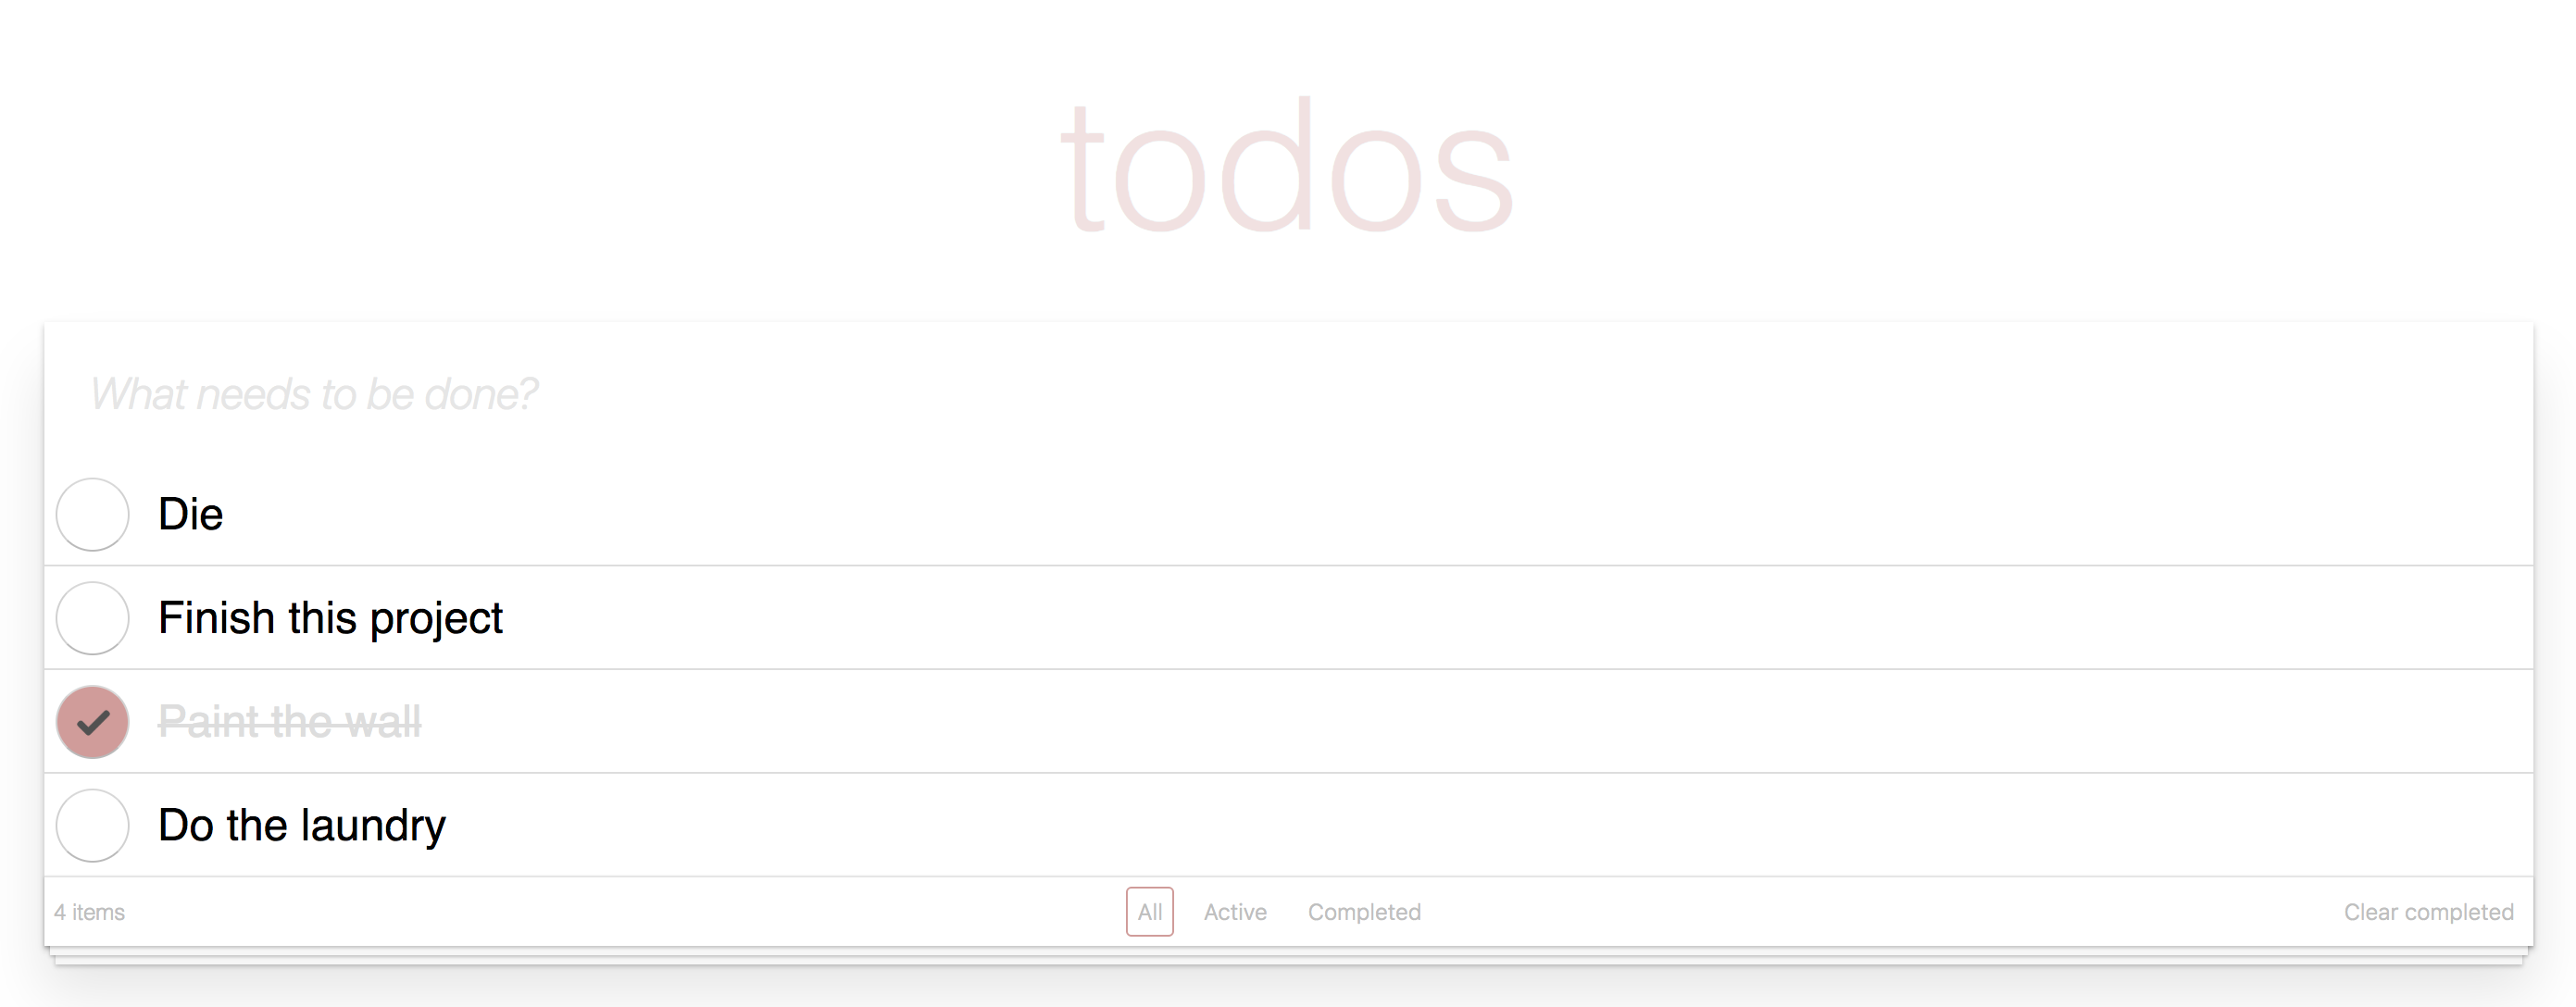 todos
What needs to be done?
Die
Finish this project
Paint the wall
Do the laundry
4 items
All
Active
Completed
Clear completed